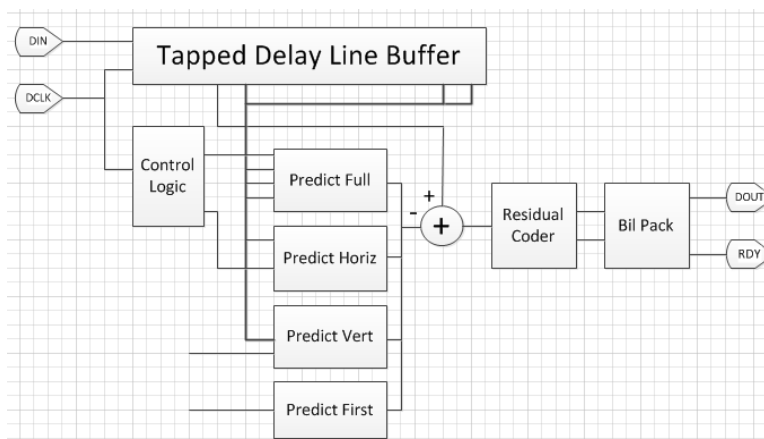 DIN
Tapped Delay Line Buffer
DCLK
Control
Logic
Predict Full
+
-
+
Residual
Coder
Bil Pack
DOUT
RDY
Predict Horiz
Predict Vert
Predict First